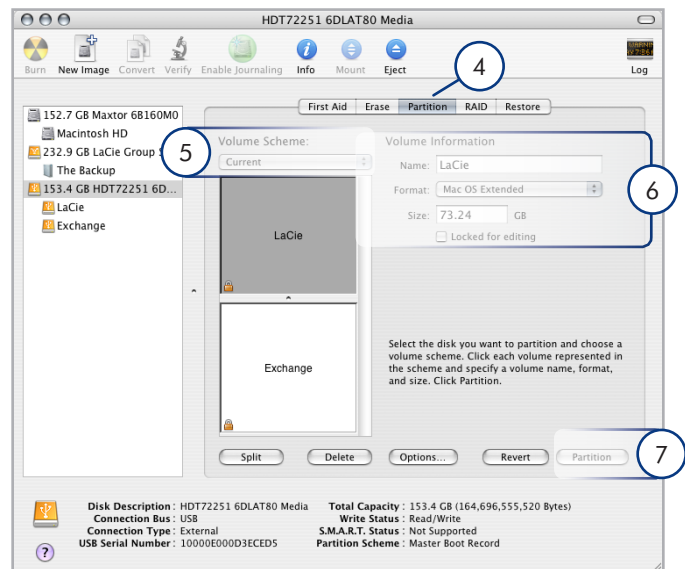 HDT72251 6DLAT80 Media
Burn New Image Convert Verify Enable Journaling Info Mount Eject Log
4
First Aid Erase Partition RAID Restore
152.7 GB Maxtor 6B160M0
Macintosh HD
232.9 GB LaCie Group
The Backup
153.4 GB HDT72251 6D...
LaCie
Exchange
5
Volume Scheme:
Current
LaCie
Exchange
Volume Information
Name: LaCie
Format: Mac OS Extended
Size: 73.24 GB
Locked for editing
6
Select the disk you want to partition and choose a
volume scheme. Click each volume represented in
the scheme and specify a volume name, format,
and size. Click Partition.
Split Delete Options... Revert Partition
7
Disk Description : HDT72251 6DLAT80 Media
Connection Bus : USB
Connection Type : External
USB Serial Number : 10000E000D3ECED5
Total Capacity : 153.4 GB (164,696,555,520 Bytes)
Write Status : Read/Write
S.M.A.R.T. Status : Not Supported
Partition Scheme : Master Boot Record
?